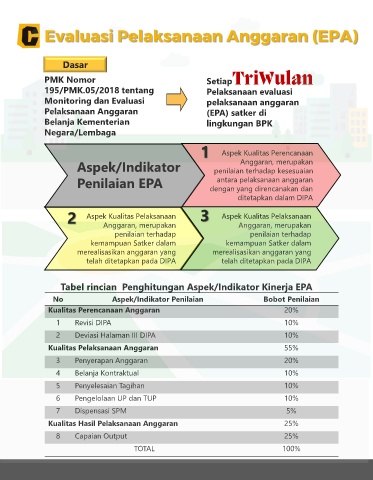 C Evaluasi Pelaksanaan Anggaran (EPA)
Dasar
PMK Nomor
195/PMK.05/2018 tentang
Monitoring dan Evaluasi
Pelaksanaan Anggaran
Belanja Kementerian
Negara/Lembaga
Setiap TriWulan
Pelaksanaan evaluasi
pelaksanaan anggaran
(EPA) satker di
lingkungan BPK
Aspek/Indikator
Penilaian EPA
1 Aspek Kualitas Perencanaan
Anggaran, merupakan
penilaian terhadap kesesuaian
antara pelaksanaan anggaran
dengan yang direncanakan dan
ditetapkan dalam DIPA
2 Aspek Kualitas Pelaksanaan
Anggaran, merupakan
penilaian terhadap
kemampuan Satker dalam
merealisasikan anggaran yang
telah ditetapkan pada DIPA
3 Aspek Kualitas Pelaksanaan
Anggaran, merupakan
penilaian terhadap
kemampuan Satker dalam
merealisasikan anggaran yang
telah ditetapkan pada DIPA
Tabel rincian Penghitungan Aspek/Indikator Kinerja EPA
No Aspek/Indikator Penilaian Bobot Penilaian
Kualitas Perencanaan Anggaran 20%
1 Revisi DIPA 10%
2 Deviasi Halaman III DIPA 10%
Kualitas Pelaksanaan Anggaran 55%
3 Penyerapan Anggaran 20%
4 Belanja Kontraktual 10%
5 Penyelesaian Tagihan 10%
6 Pengelolaan UP dan TUP 10%
7 Dispensasi SPM 5%
Kualitas Hasil Pelaksanaan Anggaran 25%
8 Capaian Output 25%
TOTAL 100%